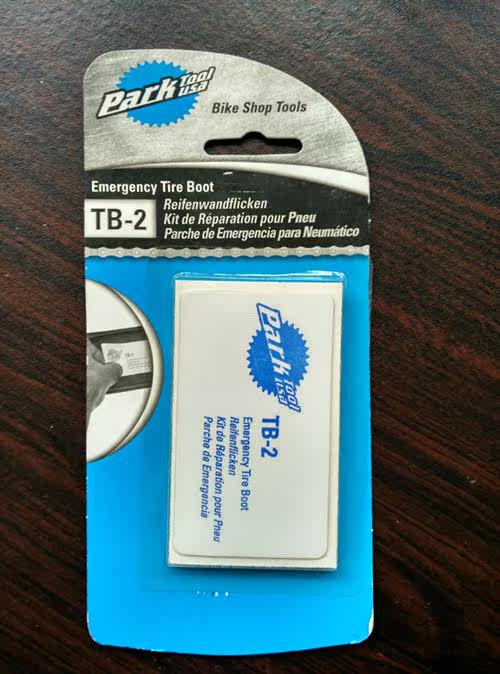 Park Tool usa
Bike Shop Tools
Emergency Tire Boot
TB-2
Reifenwandflicken
Kit de Réparation pour Pneu
Parche de Emergencia para Neumático
Park Tool usa
TB-2
Emergency Tire Boot
Reifenflicken
Kit de Réparation pour Pneu
Parche de Emergencia